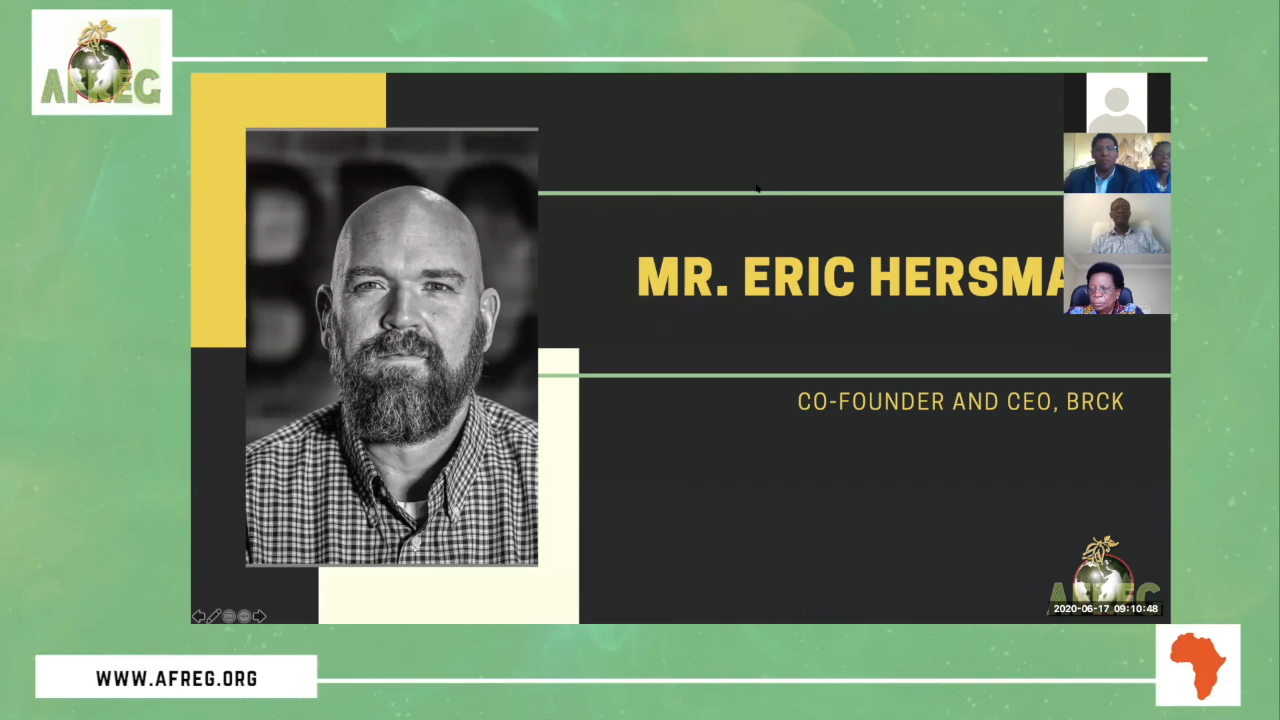 AFREG
MR. ERIC HERSMA
CO-FOUNDER AND CEO, BRCK
AFREG
2020-06-17 09:10:48
WWW.AFREG.ORG